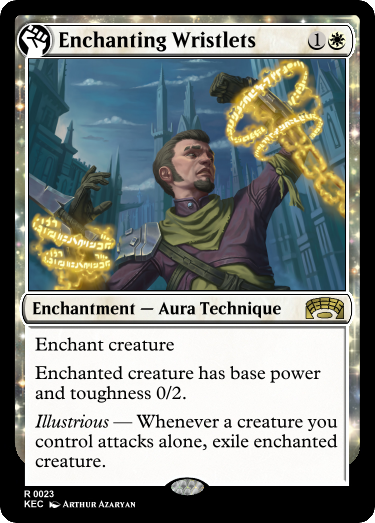 Enchanting Wristlets 1
Enchantment — Aura Technique
Enchant creature
Enchanted creature has base power
and toughness 0/2.
Illustrious — Whenever a creature you
control attacks alone, exile enchanted
creature.
R 0023
KEC Arthur Azaryan